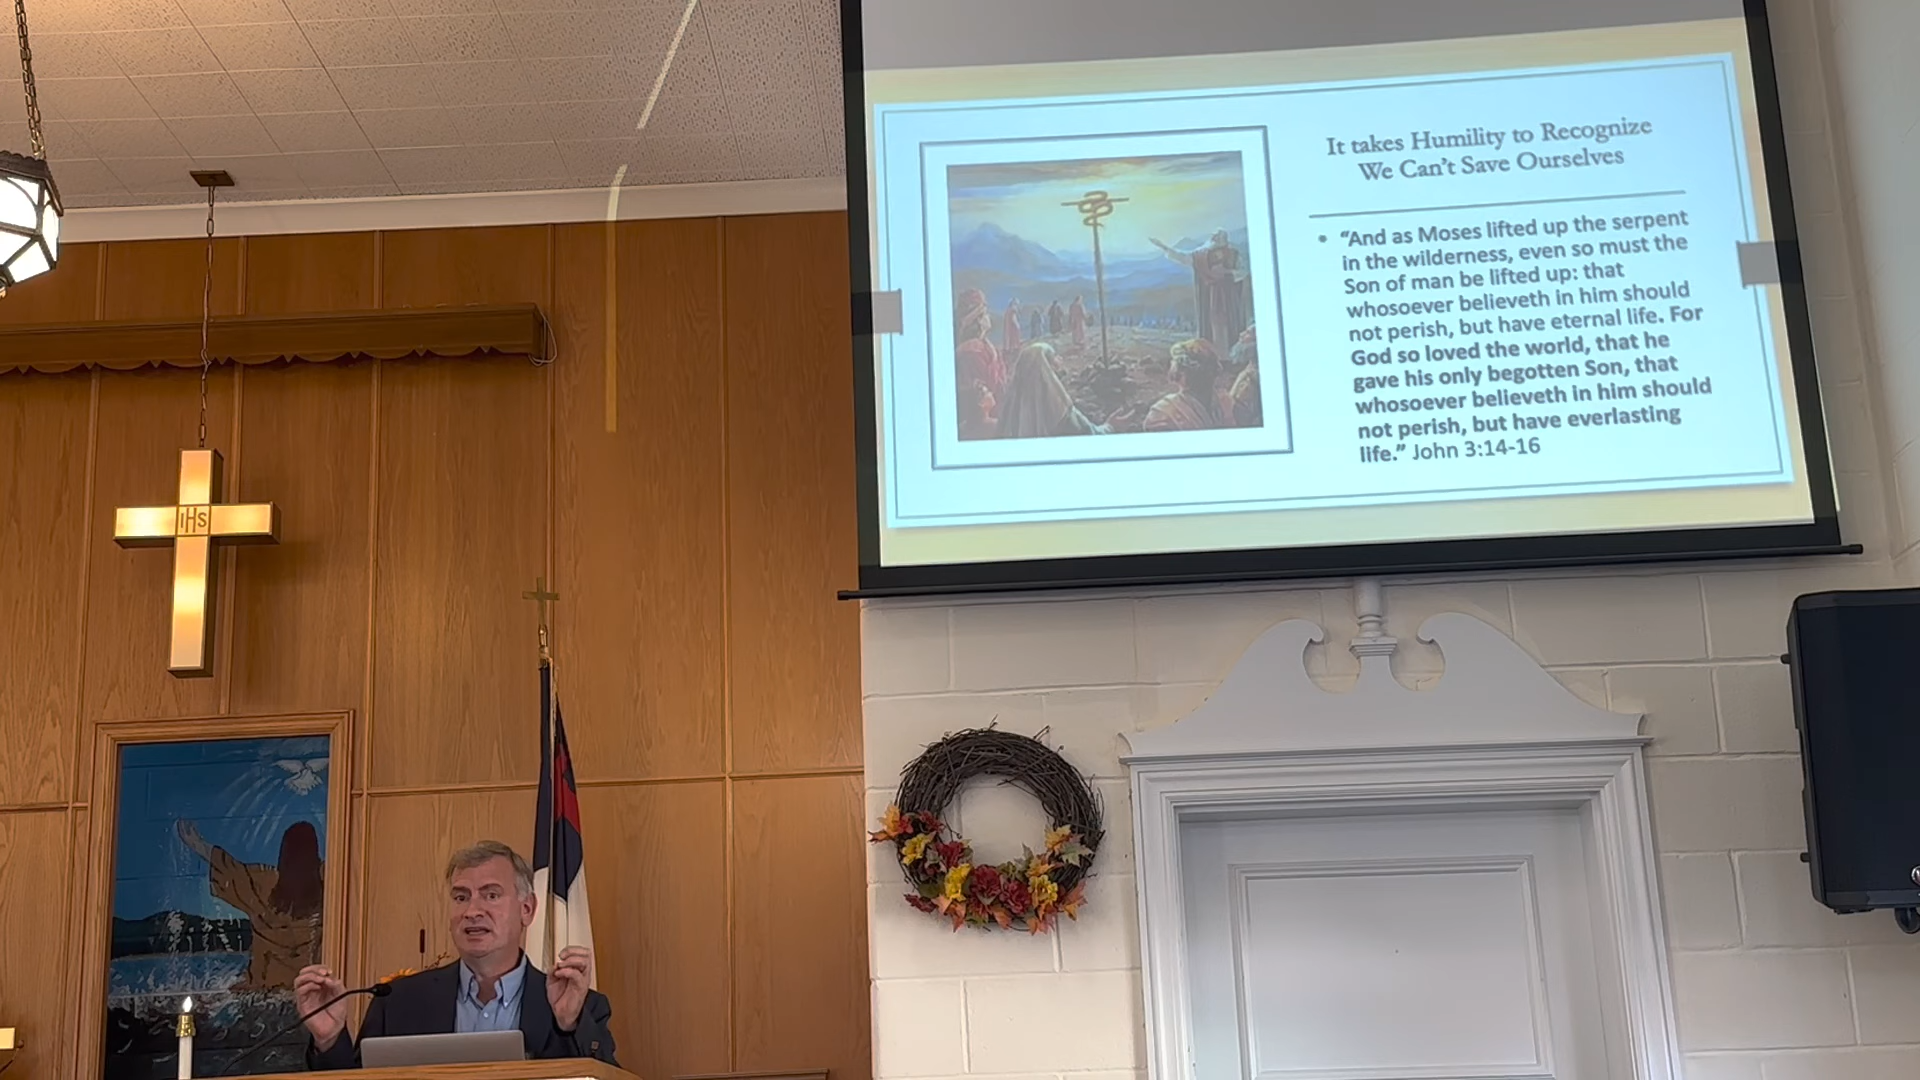 It takes Humility to Recognize
We Can't Save Ourselves
• "And as Moses lifted up the serpent
in the wilderness, even so must the
Son of man be lifted up: that
whosoever believeth in him should
not perish, but have eternal life. For
God so loved the world, that he
gave his only begotten Son, that
whosoever believeth in him should
not perish, but have everlasting
life." John 3:14-16
IHS